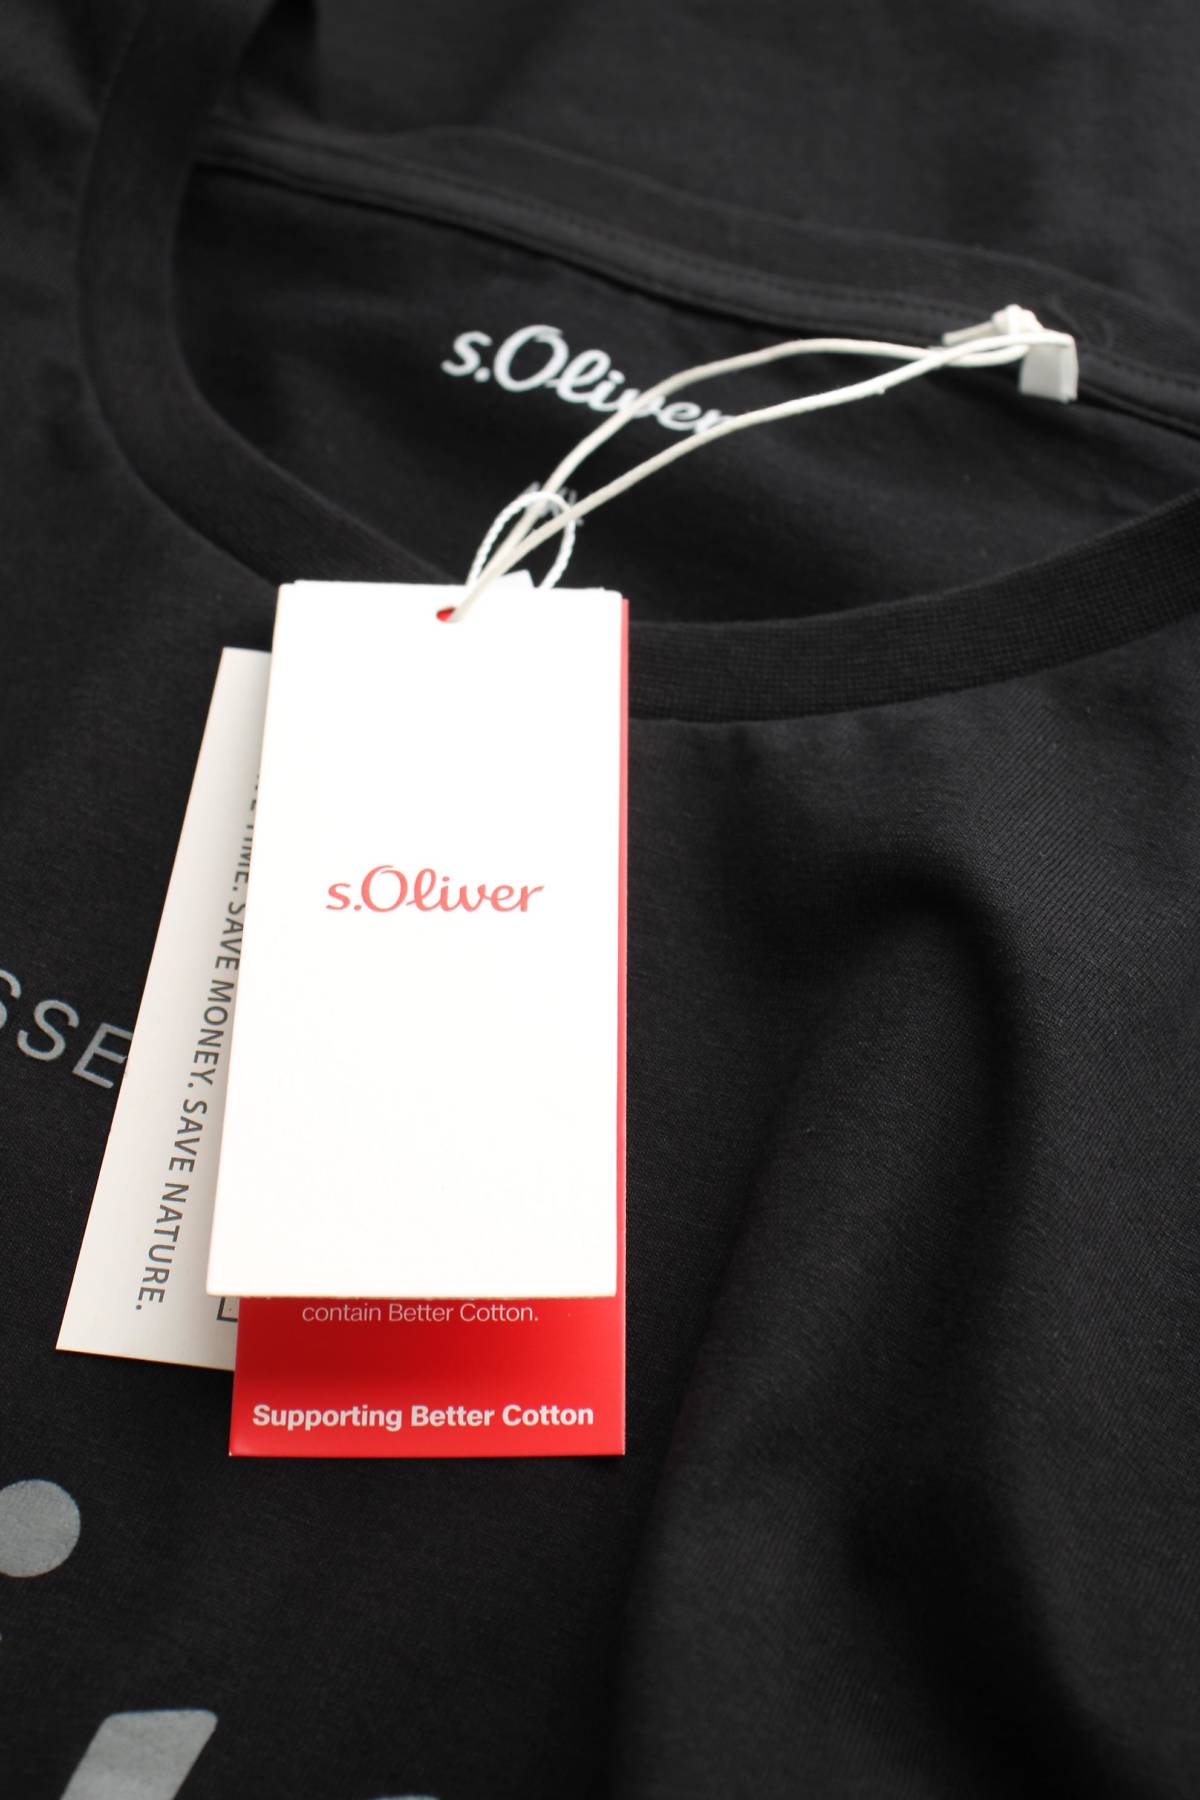 s.Oliver
s.Oliver
TIME. SAVE MONEY. SAVE NATURE.
SSE
contain Better Cotton.
Supporting Better Cotton